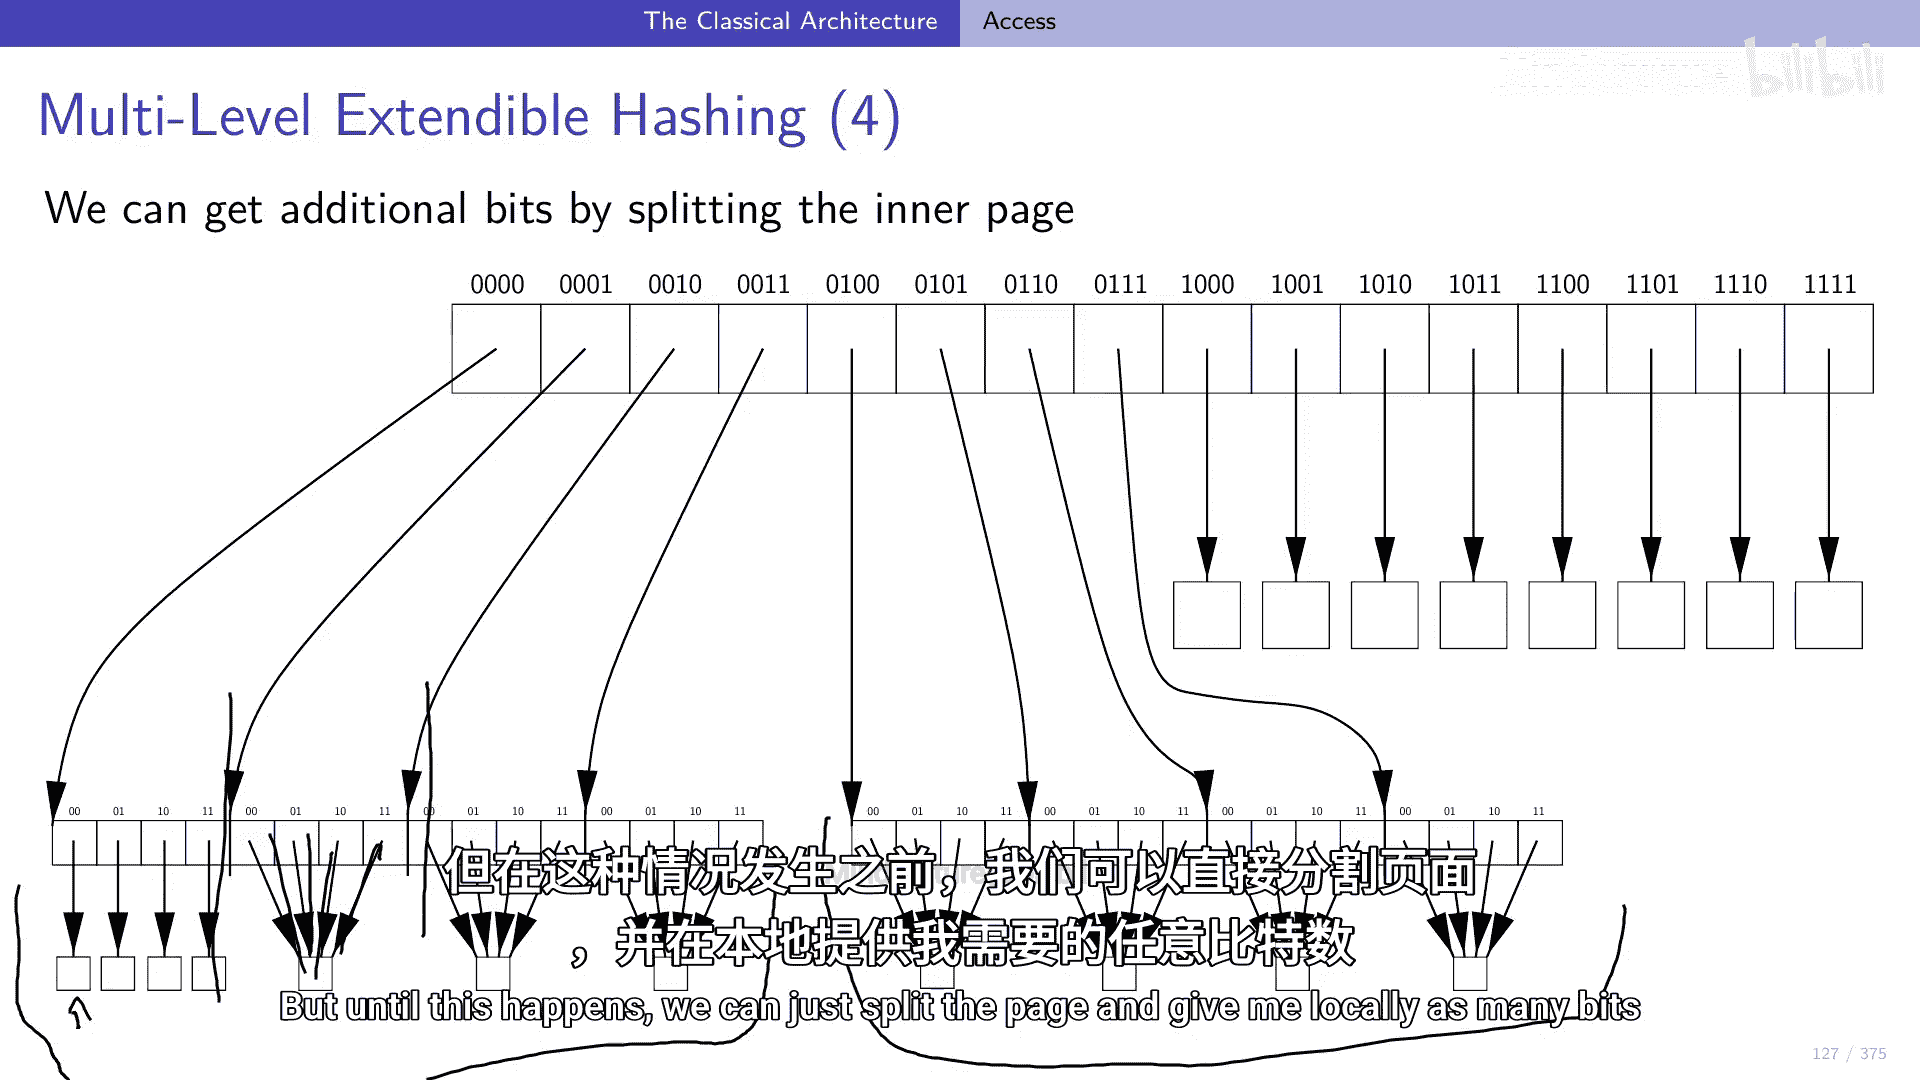 The Classical Architecture Access
bilibili
Multi-Level Extendible Hashing (4)
We can get additional bits by splitting the inner page
0000 0001 0010 0011 0100 0101 0110 0111 1000 1001 1010 1011 1100 1101 1110 1111
00 01 10 11 00 01 10 11 00 01 10 11 00 01 10 11 00 01 10 11 00 01 10 11 00 01 10 11 00 01 10 11
但在这种情况发生之前，我们可以直接分割页面
，并在本地提供我需要的任意比特数
But until this happens, we can just split the page and give me locally as many bits
127 / 375